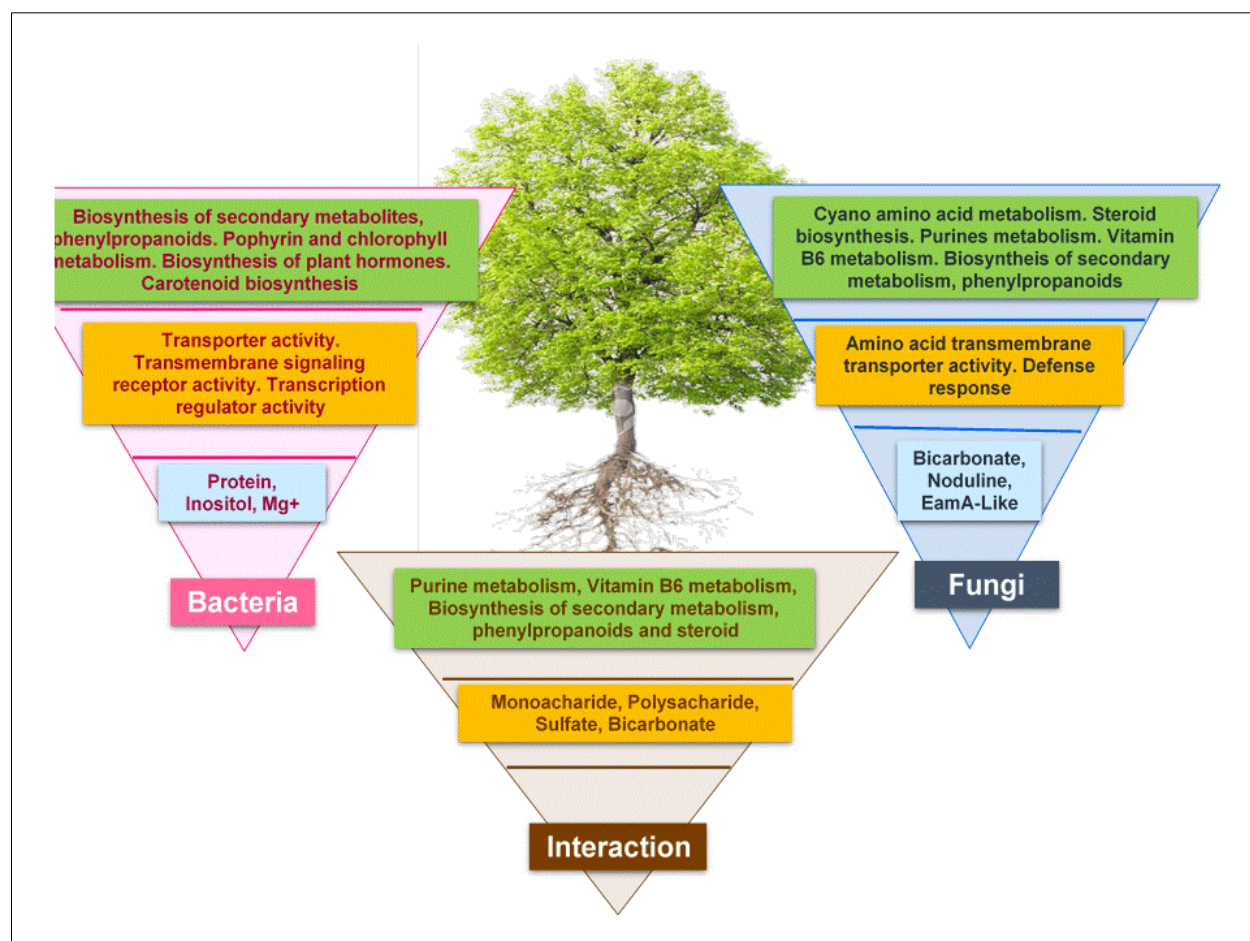 Biosynthesis of secondary metabolites,
phenylpropanoids. Pophyrin and chlorophyll
metabolism. Biosynthesis of plant hormones.
Carotenoid biosynthesis
Transporter activity.
Transmembrane signaling
receptor activity. Transcription
regulator activity
Protein,
Inositol, Mg+
Bacteria
Cyano amino acid metabolism. Steroid
biosynthesis. Purines metabolism. Vitamin
B6 metabolism. Biosyntheis of secondary
metabolism, phenylpropanoids
Amino acid transmembrane
transporter activity. Defense
response
Bicarbonate,
Noduline,
EamA-Like
Fungi
Purine metabolism, Vitamin B6 metabolism,
Biosynthesis of secondary metabolism,
phenylpropanoids and steroid
Monoacharide, Polysacharide,
Sulfate, Bicarbonate
Interaction